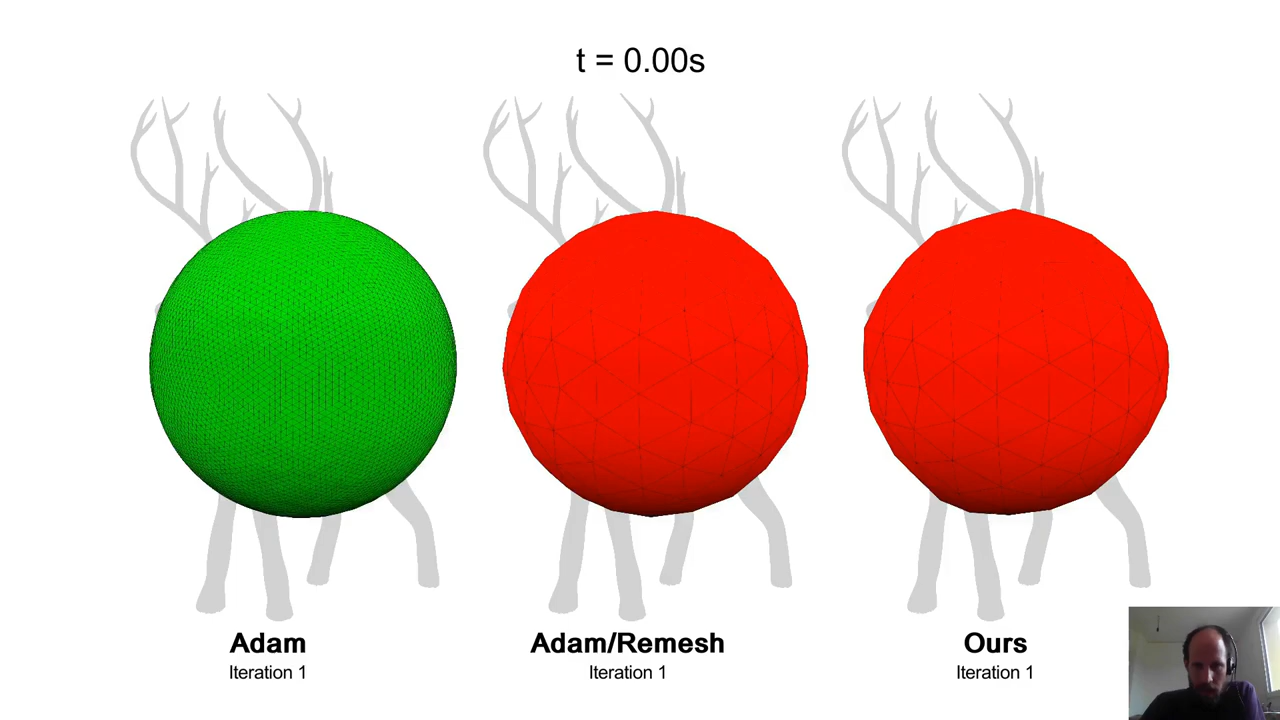 t = 0.00s
Adam
Iteration 1
Adam/Remesh
Iteration 1
Ours
Iteration 1